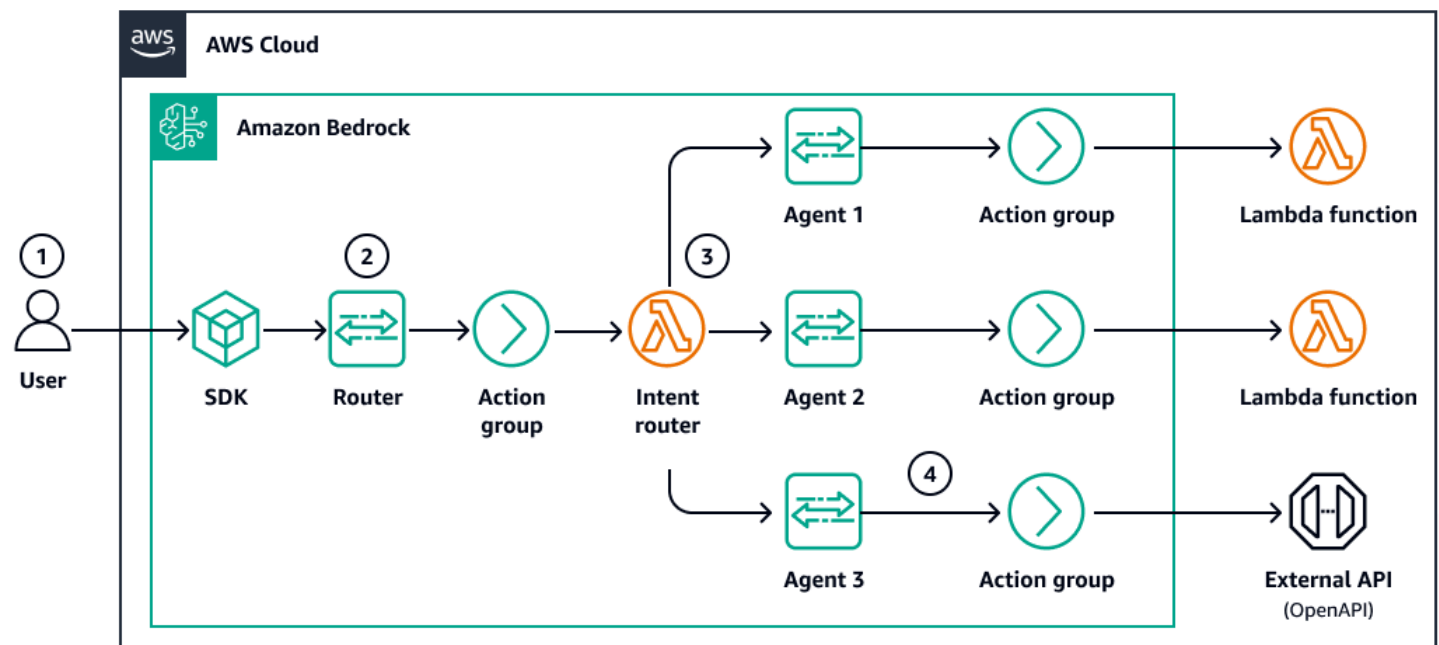 aws
AWS Cloud
Amazon Bedrock
Agent 1
Action group
Lambda function
1
2
3
User
SDK
Router
Action
group
Intent
router
Agent 2
Action group
Lambda function
4
Agent 3
Action group
External API
(OpenAPI)